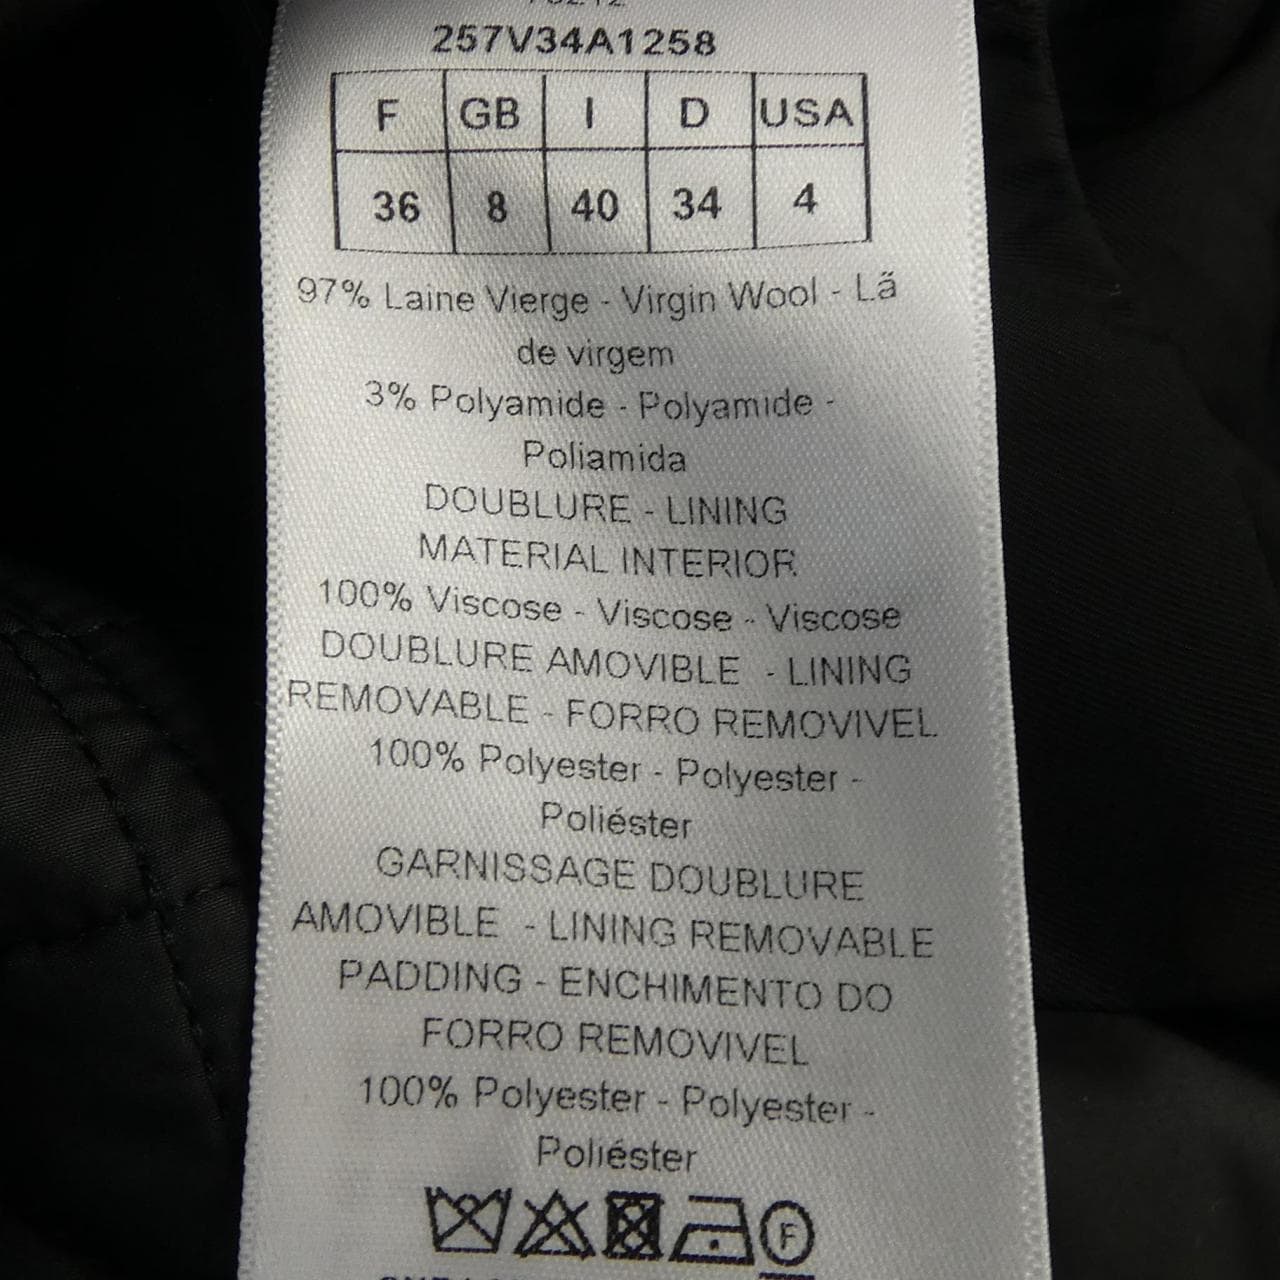 257V34A1258
F GB I D USA
36 8 40 34 4
97% Laine Vierge - Virgin Wool - Lã
de virgem
3% Polyamide - Polyamide -
Poliamida
DOUBLURE - LINING
MATERIAL INTERIOR
100% Viscose - Viscose - Viscose
DOUBLURE AMOVIBLE - LINING
REMOVABLE - FORRO REMOVIVEL
100% Polyester - Polyester -
Poliéster
GARNISSAGE DOUBLURE
AMOVIBLE - LINING REMOVABLE
PADDING - ENCHIMENTO DO
FORRO REMOVIVEL
100% Polyester - Polyester -
Poliéster
F